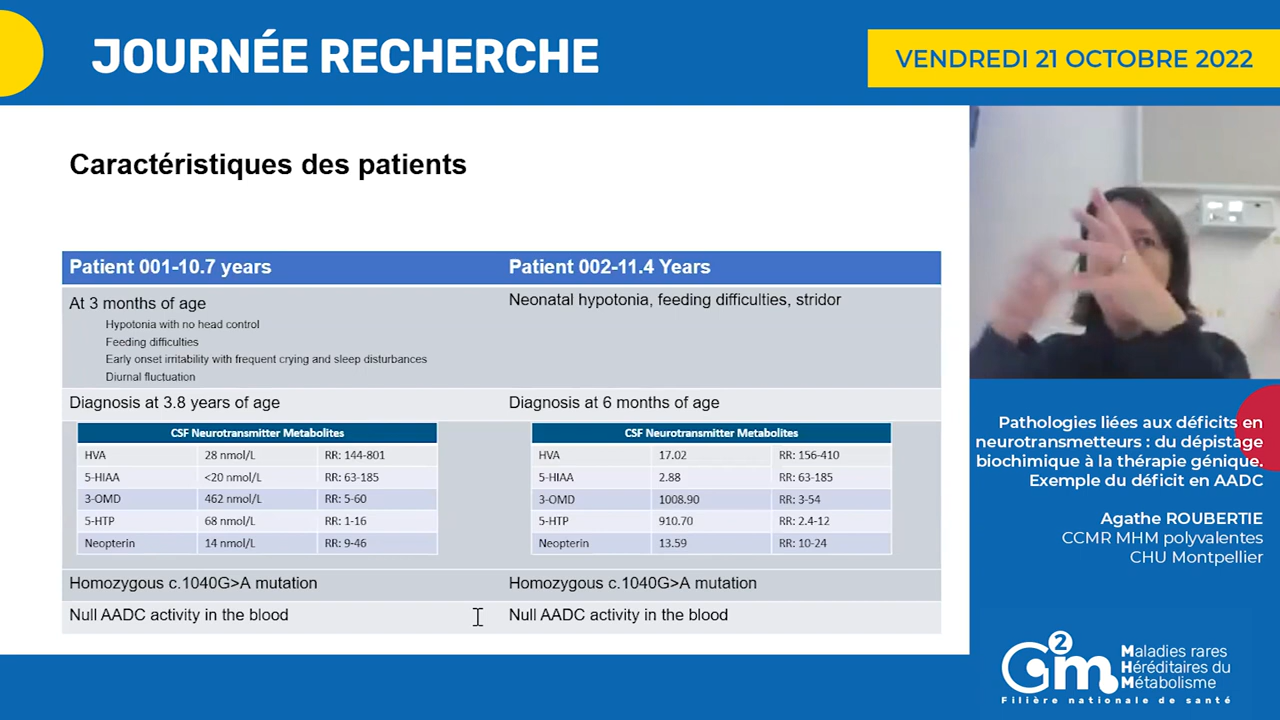 JOURNÉE RECHERCHE
VENDREDI 21 OCTOBRE 2022
Caractéristiques des patients
Patient 001-10.7 years
Patient 002-11.4 Years
At 3 months of age
Hypotonia with no head control
Feeding difficulties
Early onset irritability with frequent crying and sleep disturbances
Diurnal fluctuation
Neonatal hypotonia, feeding difficulties, stridor
Diagnosis at 3.8 years of age
Diagnosis at 6 months of age
CSF Neurotransmitter Metabolites
HVA 28 nmol/L RR: 144-801
5-HIAA <20 nmol/L RR: 63-185
3-OMD 462 nmol/L RR: 5-60
5-HTP 68 nmol/L RR: 1-16
Neopterin 14 nmol/L RR: 9-46
CSF Neurotransmitter Metabolites
HVA 17.02 RR: 156-410
5-HIAA 2.88 RR: 63-185
3-OMD 1008.90 RR: 3-54
5-HTP 910.70 RR: 2.4-12
Neopterin 13.59 RR: 10-24
Homozygous c.1040G>A mutation
Homozygous c.1040G>A mutation
Null AADC activity in the blood
Null AADC activity in the blood
Pathologies liées aux déficits en
neurotransmetteurs : du dépistage
biochimique à la thérapie génique.
Exemple du déficit en AADC
Agathe ROUBERTIE
CCMR MHM polyvalentes
CHU Montpellier
G2m
Maladies rares
Héréditaires du
Métabolisme
Filière nationale de santé